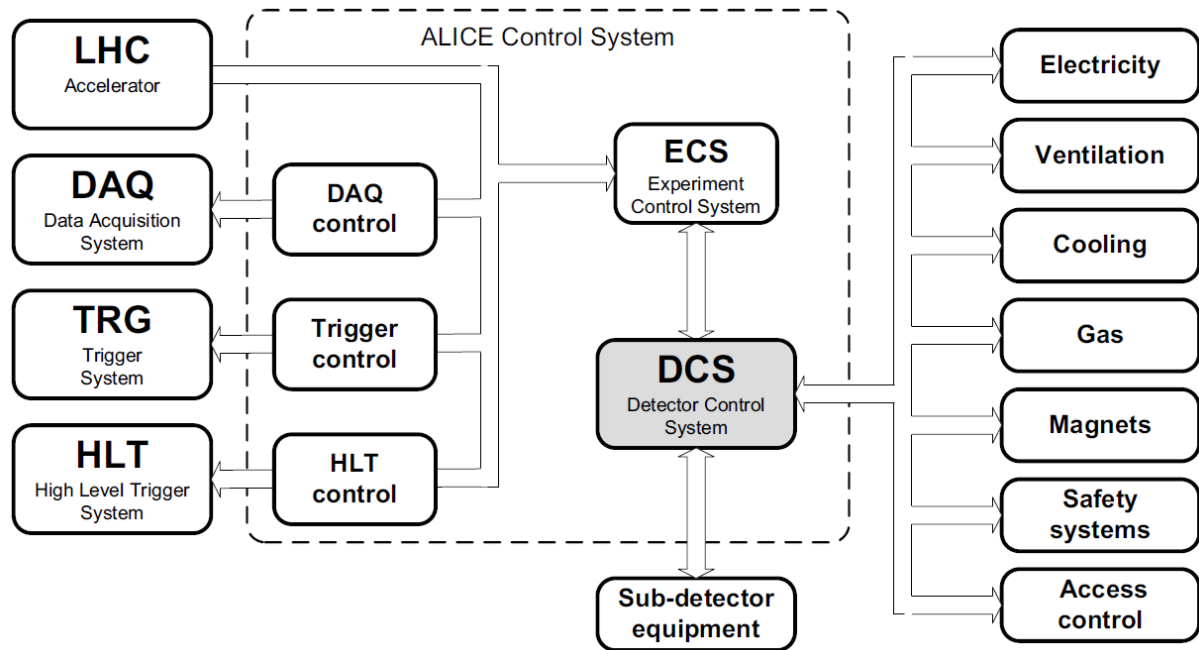 ALICE Control System
LHC
Accelerator
DAQ
Data Acquisition
System
TRG
Trigger
System
HLT
High Level Trigger
System
DAQ
control
Trigger
control
HLT
control
ECS
Experiment
Control System
DCS
Detector Control
System
Sub-detector
equipment
Electricity
Ventilation
Cooling
Gas
Magnets
Safety
systems
Access
control